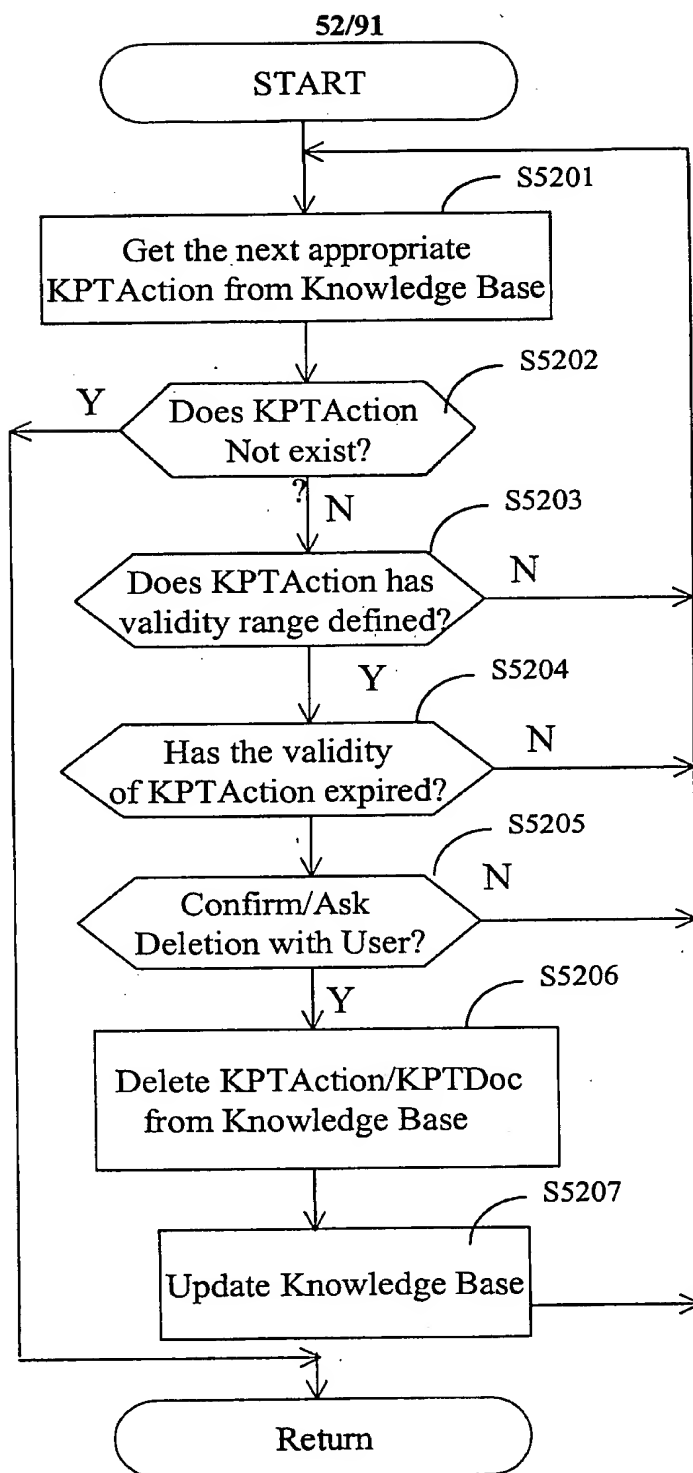 52/91
START
S5201
Get the next appropriate
KPTAction from Knowledge Base
S5202
Y
Does KPTAction
Not exist?
?
N
S5203
Does KPTAction has
validity range defined?
N
Y
S5204
Has the validity
of KPTAction expired?
N
S5205
Confirm/Ask
Deletion with User?
N
Y
S5206
Delete KPTAction/KPTDoc
from Knowledge Base
S5207
Update Knowledge Base
Return